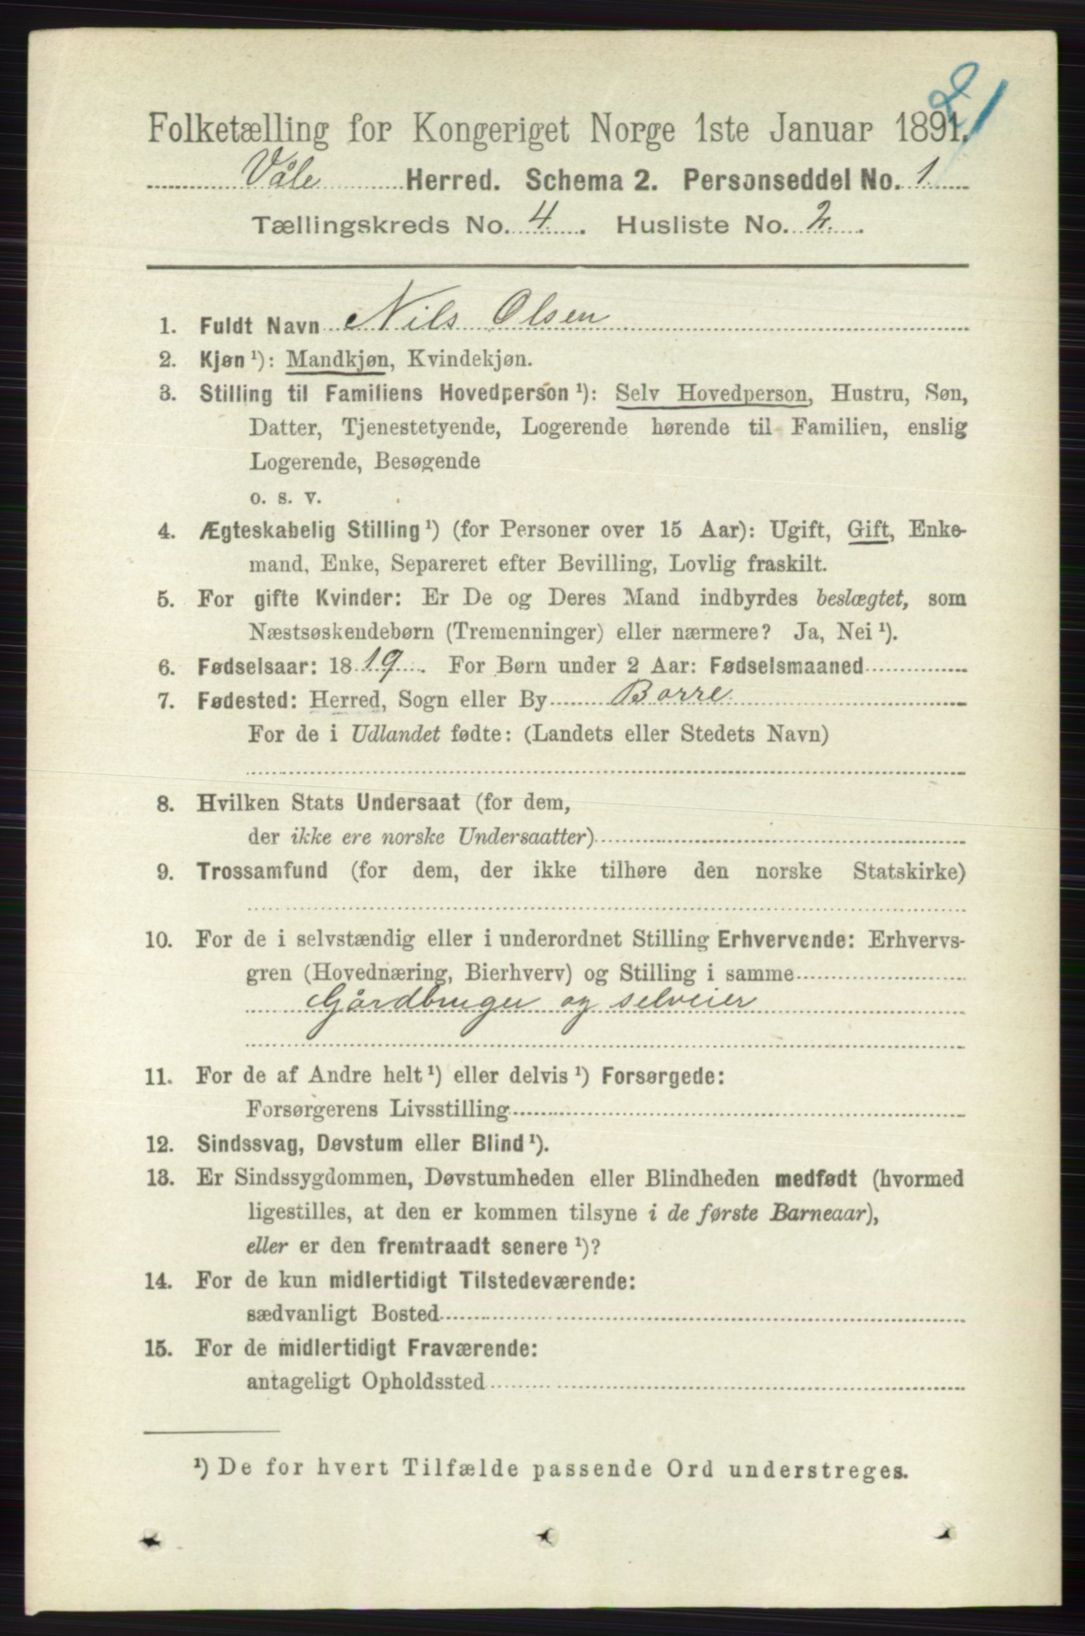 21
Folketælling for Kongeriget Norge 1ste Januar 1891.
Våle Herred. Schema 2. Personseddel No. 1
Tællingskreds No. 4. Husliste No. 2.
1. Fuldt Navn Nils Olsen
2. Kjøn ¹): Mandkjøn, Kvindekjøn.
3. Stilling til Familiens Hovedperson ¹): Selv Hovedperson, Hustru, Søn,
Datter, Tjenestetyende, Logerende hørende til Familien, enslig
Logerende, Besøgende
o. s. v.
4. Ægteskabelig Stilling ¹) (for Personer over 15 Aar): Ugift, Gift, Enke-
mand, Enke, Separeret efter Bevilling, Lovlig fraskilt.
5. For gifte Kvinder: Er De og Deres Mand indbyrdes beslægtet, som
Næstsøskendebørn (Tremenninger) eller nærmere? Ja, Nei ¹).
6. Fødselsaar: 1819. For Børn under 2 Aar: Fødselsmaaned
7. Fødested: Herred, Sogn eller By Borre
For de i Udlandet fødte: (Landets eller Stedets Navn)
8. Hvilken Stats Undersaat (for dem,
der ikke ere norske Undersaatter)
9. Trossamfund (for dem, der ikke tilhøre den norske Statskirke)
10. For de i selvstændig eller i underordnet Stilling Erhvervende: Erhvervs-
gren (Hovednæring, Bierhverv) og Stilling i samme
Gårdbruger og selveier
11. For de af Andre helt ¹) eller delvis ¹) Forsørgede:
Forsørgerens Livsstilling
12. Sindssvag, Døvstum eller Blind ¹).
13. Er Sindssygdommen, Døvstumheden eller Blindheden medfødt (hvormed
ligestilles, at den er kommen tilsyne i de første Barneaar),
eller er den fremtraadt senere ¹)?
14. For de kun midlertidigt Tilstedeværende:
sædvanligt Bosted
15. For de midlertidigt Fraværende:
antageligt Opholdssted
¹) De for hvert Tilfælde passende Ord understreges.